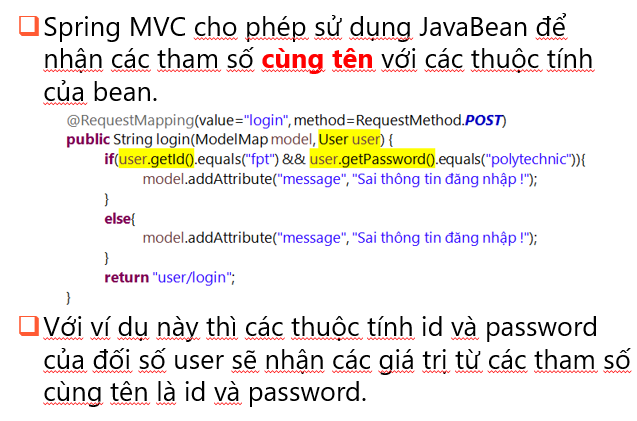 Spring MVC cho phép sử dụng JavaBean để
nhận các tham số cùng tên với các thuộc tính
của bean.
@RequestMapping(value="login", method=RequestMethod.POST)
public String login(ModelMap model, User user) {
if(user.getId().equals("fpt") && user.getPassword().equals("polytechnic")){
model.addAttribute("message", "Sai thông tin đăng nhập !");
}
else{
model.addAttribute("message", "Sai thông tin đăng nhập !");
}
return "user/login";
}
Với ví dụ này thì các thuộc tính id và password
của đối số user sẽ nhận các giá trị từ các tham số
cùng tên là id và password.